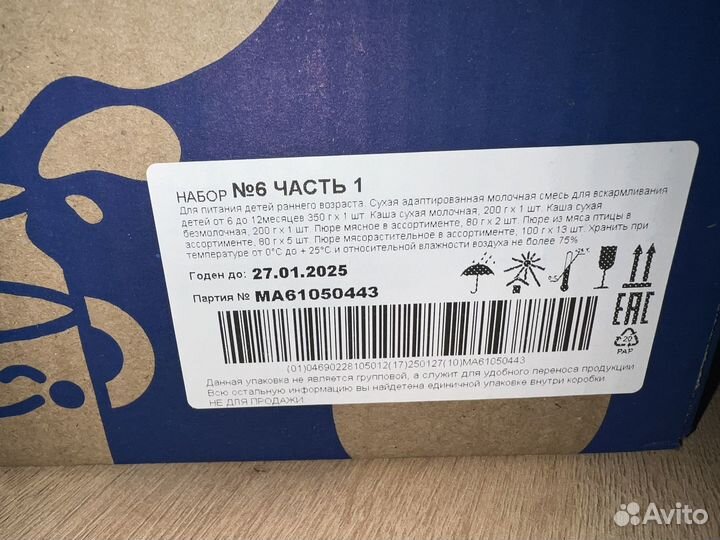 НАБОР №6 ЧАСТЬ 1
Для питания детей раннего возраста. Сухая адаптированная молочная смесь для вскармливания
детей от 6 до 12месяцев 350 г х 1 шт. Каша сухая молочная, 200 г х 1 шт. Каша сухая
безмолочная, 200 г х 1 шт. Пюре мясное в ассортименте, 80 г х 2 шт. Пюре из мяса птицы в
ассортименте, 80 г х 5 шт. Пюре мясорастительное в ассортименте, 100 г х 13 шт. Хранить при
температуре от 0°С до + 25°С и относительной влажности воздуха не более 75%
Годен до: 27.01.2025
Партия № МА61050443
EAC
20
PAP
(01)04690228105012(17)250127(10)МА61050443
Данная упаковка не является групповой, а служит для удобного переноса продукции
Всю остальную информацию вы найдетена единичной упаковке внутри коробки.
НЕ ДЛЯ ПРОДАЖИ
Avito